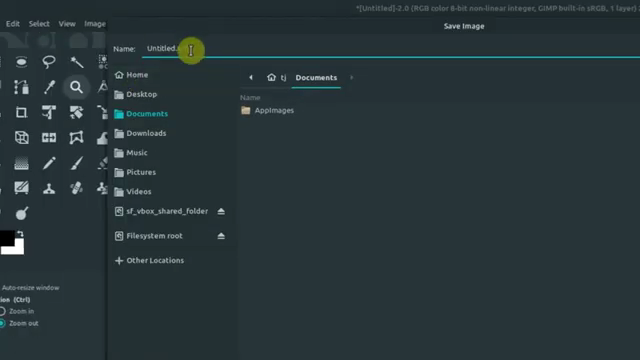 *[Untitled]-2.0 (RGB color 8-bit non-linear integer, GIMP built-in sRGB, 1 layer)
Edit Select View Image
Save Image
Name: Untitled.
Home
tj Documents
Desktop
Name
Documents
AppImages
Downloads
Music
Pictures
Videos
sf_vbox_shared_folder
Filesystem root
Other Locations
Auto-resize window
(Ctrl)
Zoom in
Zoom out